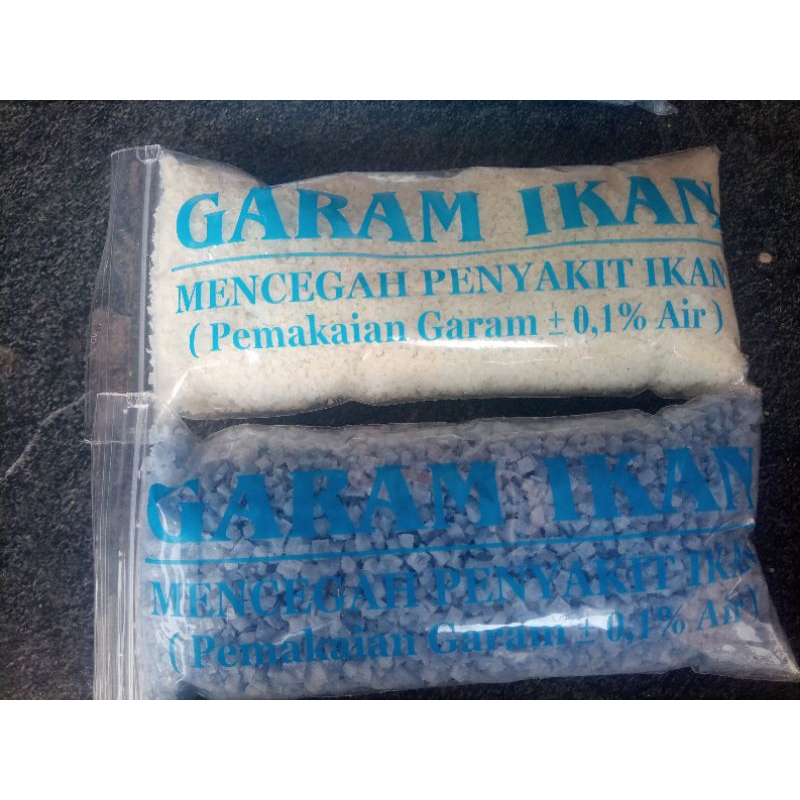 GARAM IKAN
MENCEGAH PENYAKIT IKAN
( Pemakaian Garam ± 0,1% Air )
GARAM IKAN
MENCEGAH PENYAKIT IKAN
( Pemakaian Garam ± 0,1% Air )